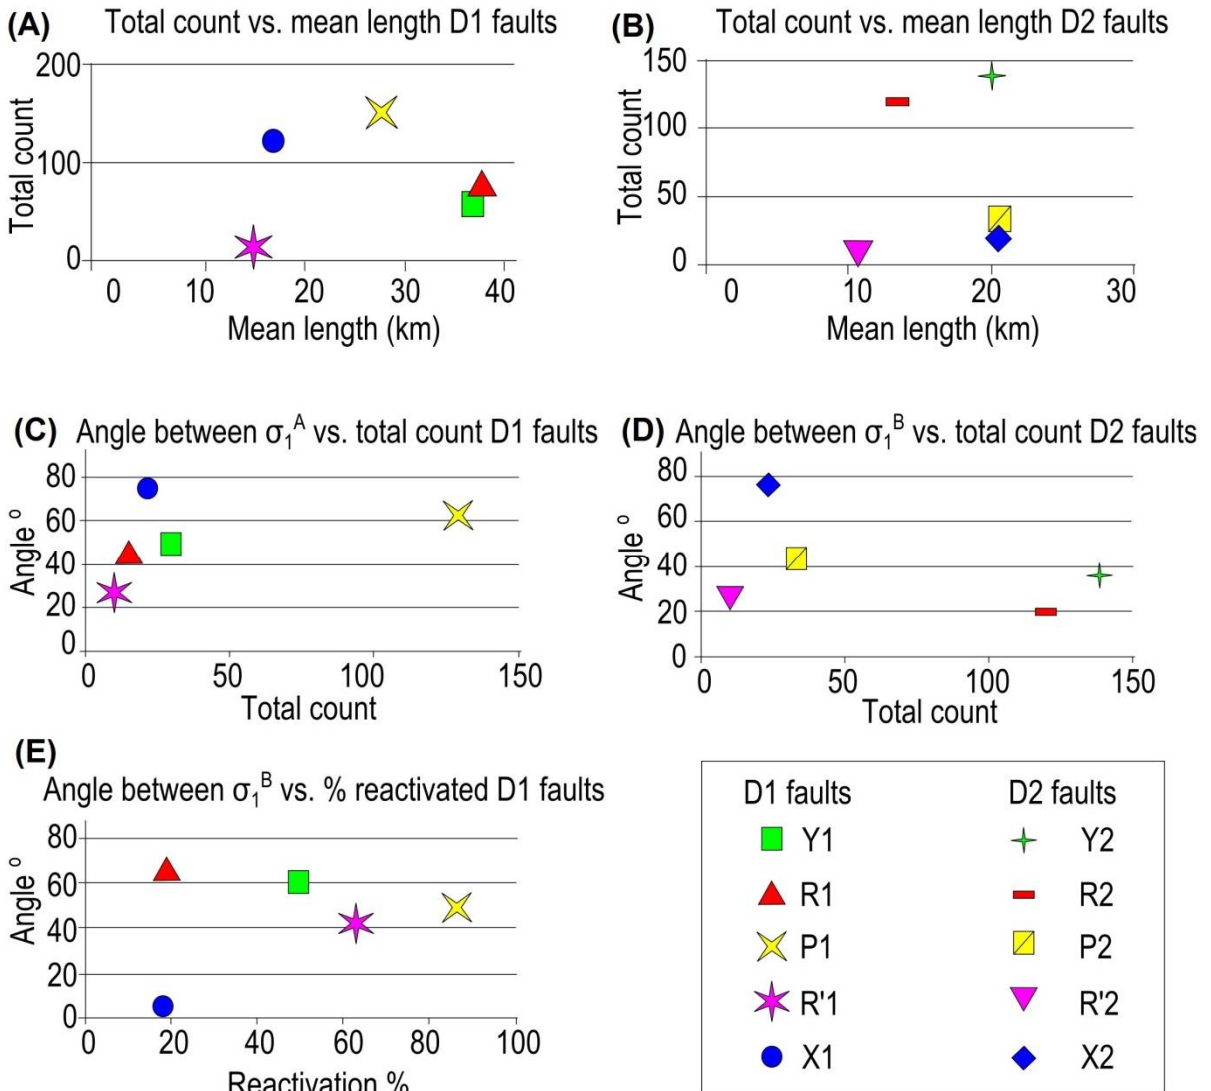 (A) Total count vs. mean length D1 faults
200
100
0
Total count
0 10 20 30 40
Mean length (km)
(B) Total count vs. mean length D2 faults
150
100
50
0
Total count
0 10 20 30
Mean length (km)
(C) Angle between σ₁ᴬ vs. total count D1 faults
80
60
40
20
0
Angle °
0 50 100 150
Total count
(D) Angle between σ₁ᴮ vs. total count D2 faults
80
60
40
20
0
Angle °
0 50 100 150
Total count
(E)
Angle between σ₁ᴮ vs. % reactivated D1 faults
80
60
40
20
0
Angle °
0 20 40 60 80 100
Reactivation %
D1 faults D2 faults
Y1 Y2
R1 R2
P1 P2
R'1 R'2
X1 X2